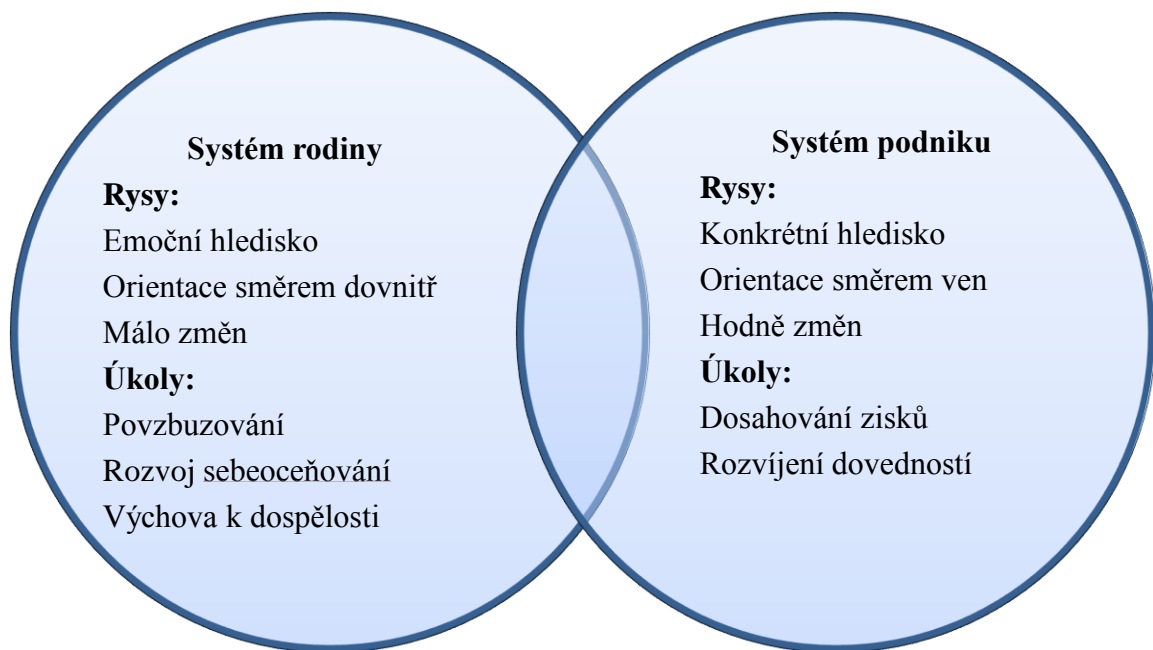 Systém rodiny
Rysy:
Emoční hledisko
Orientace směrem dovnitř
Málo změn
Úkoly:
Povzbuzování
Rozvoj sebeoceňování
Výchova k dospělosti
Systém podniku
Rysy:
Konkrétní hledisko
Orientace směrem ven
Hodně změn
Úkoly:
Dosahování zisků
Rozvíjení dovedností